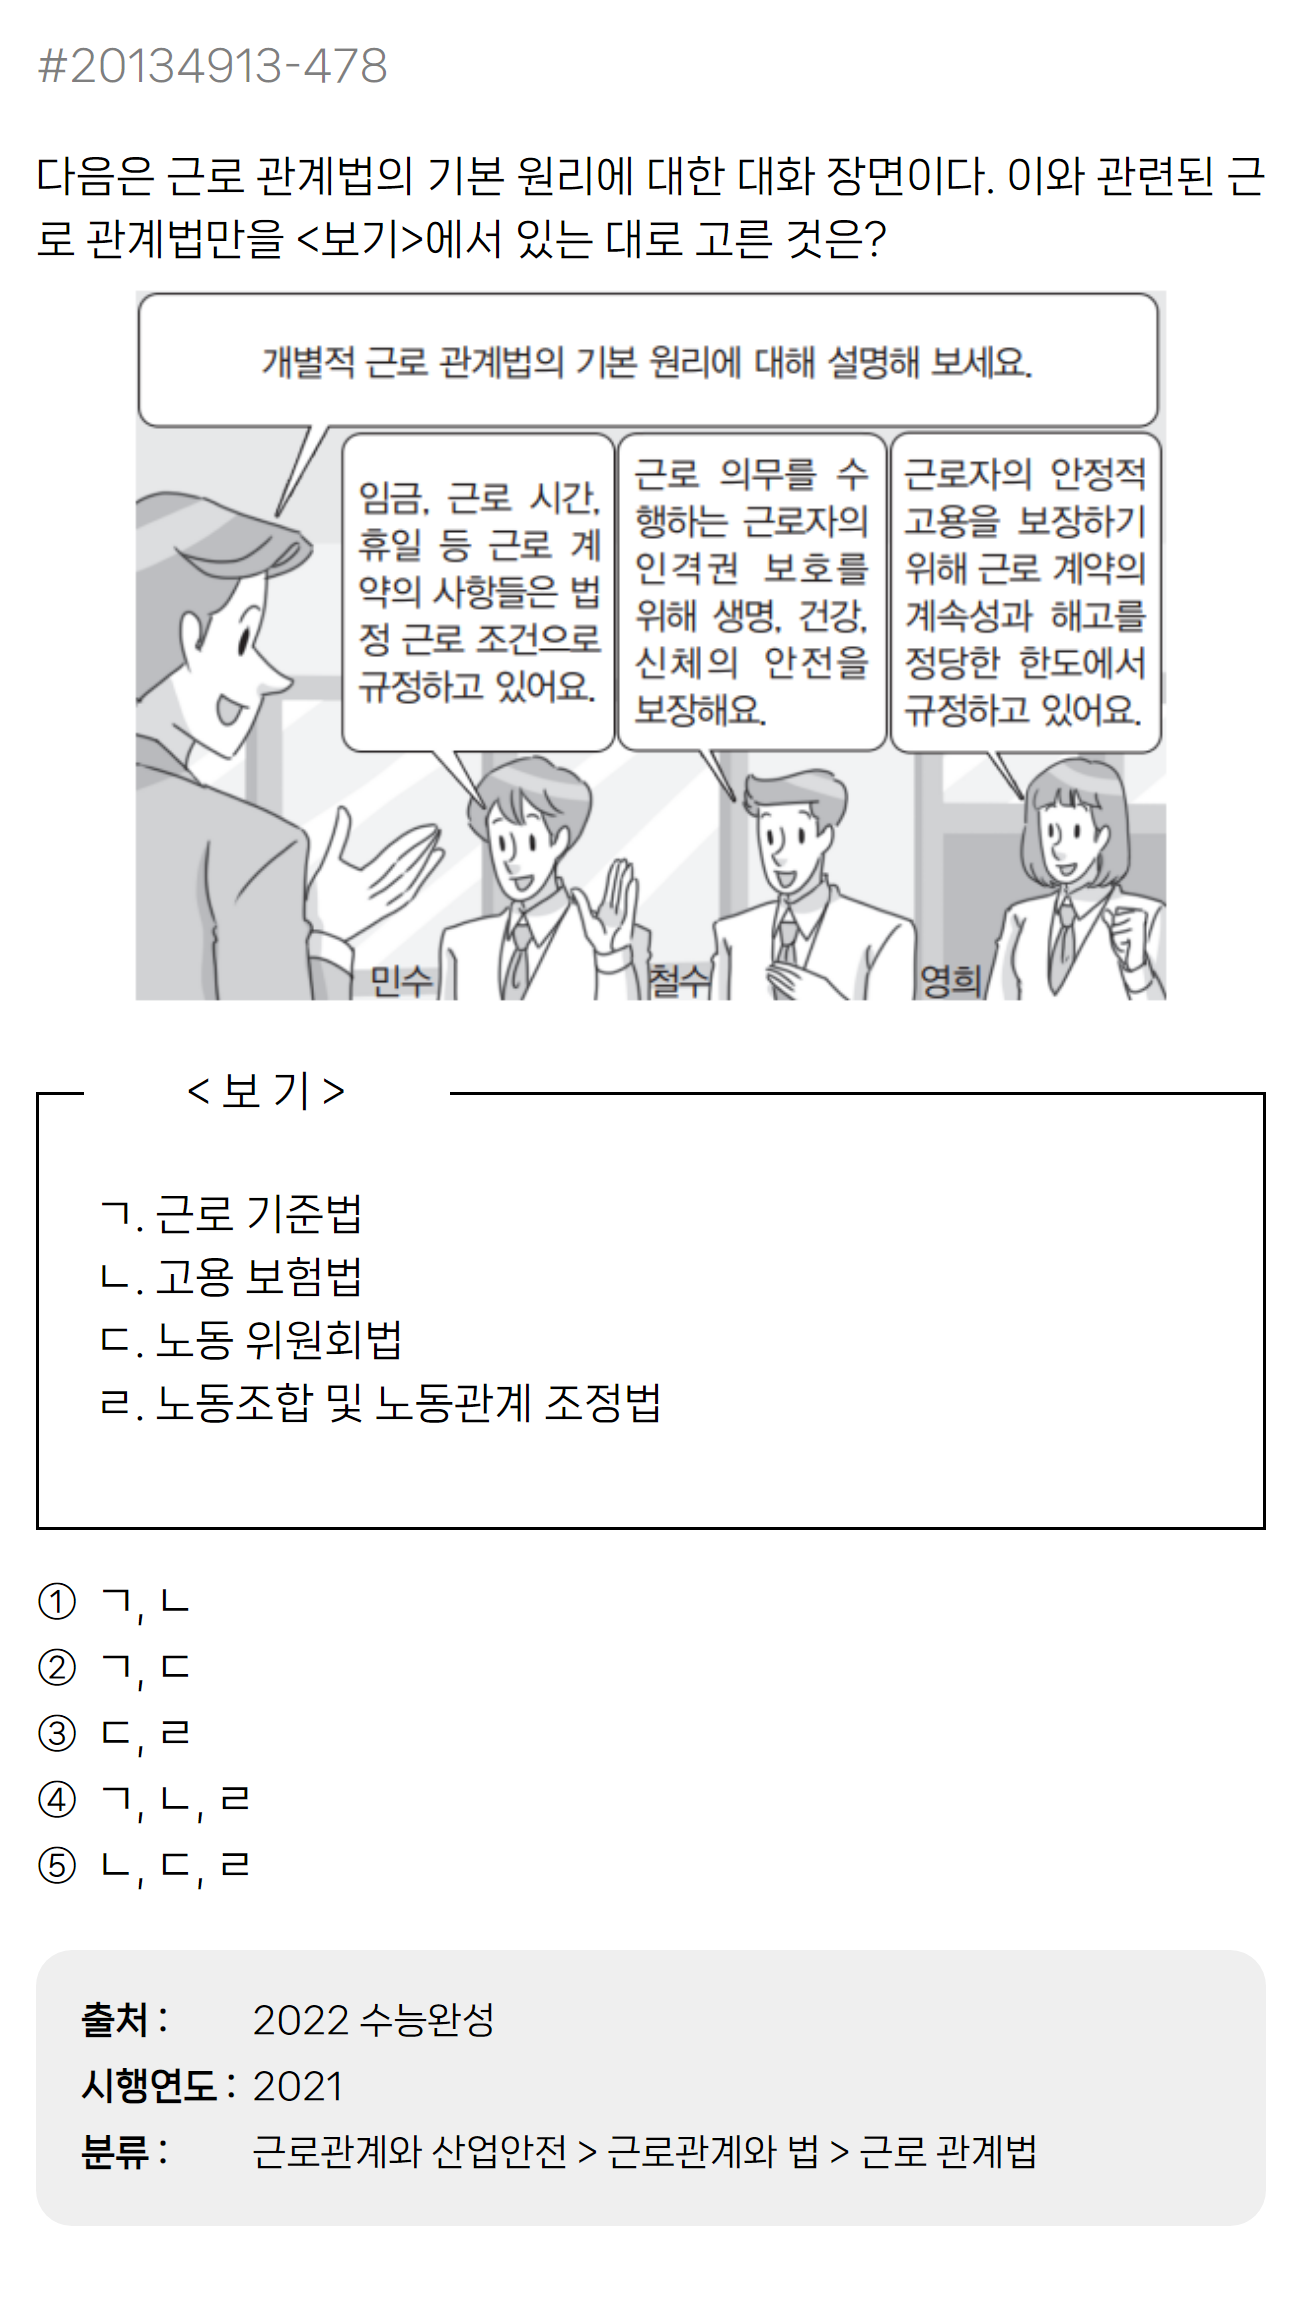 #20134913-478
다음은 근로 관계법의 기본 원리에 대한 대화 장면이다. 이와 관련된 근
로 관계법만을 <보기>에서 있는 대로 고른 것은?
개별적 근로 관계법의 기본 원리에 대해 설명해 보세요.
임금, 근로 시간,
휴일 등 근로 계
약의 사항들은 법
정 근로 조건으로
규정하고 있어요.
근로 의무를 수
행하는 근로자의
인격권 보호를
위해 생명, 건강,
신체의 안전을
보장해요.
근로자의 안정적
고용을 보장하기
위해 근로 계약의
계속성과 해고를
정당한 한도에서
규정하고 있어요.
민수
철수
영희
< 보 기 >
ㄱ. 근로 기준법
ㄴ. 고용 보험법
ㄷ. 노동 위원회법
ㄹ. 노동조합 및 노동관계 조정법
① ㄱ, ㄴ
② ㄱ, ㄷ
③ ㄷ, ㄹ
④ ㄱ, ㄴ, ㄹ
⑤ ㄴ, ㄷ, ㄹ
출처 : 2022 수능완성
시행연도 : 2021
분류 : 근로관계와 산업안전 > 근로관계와 법 > 근로 관계법